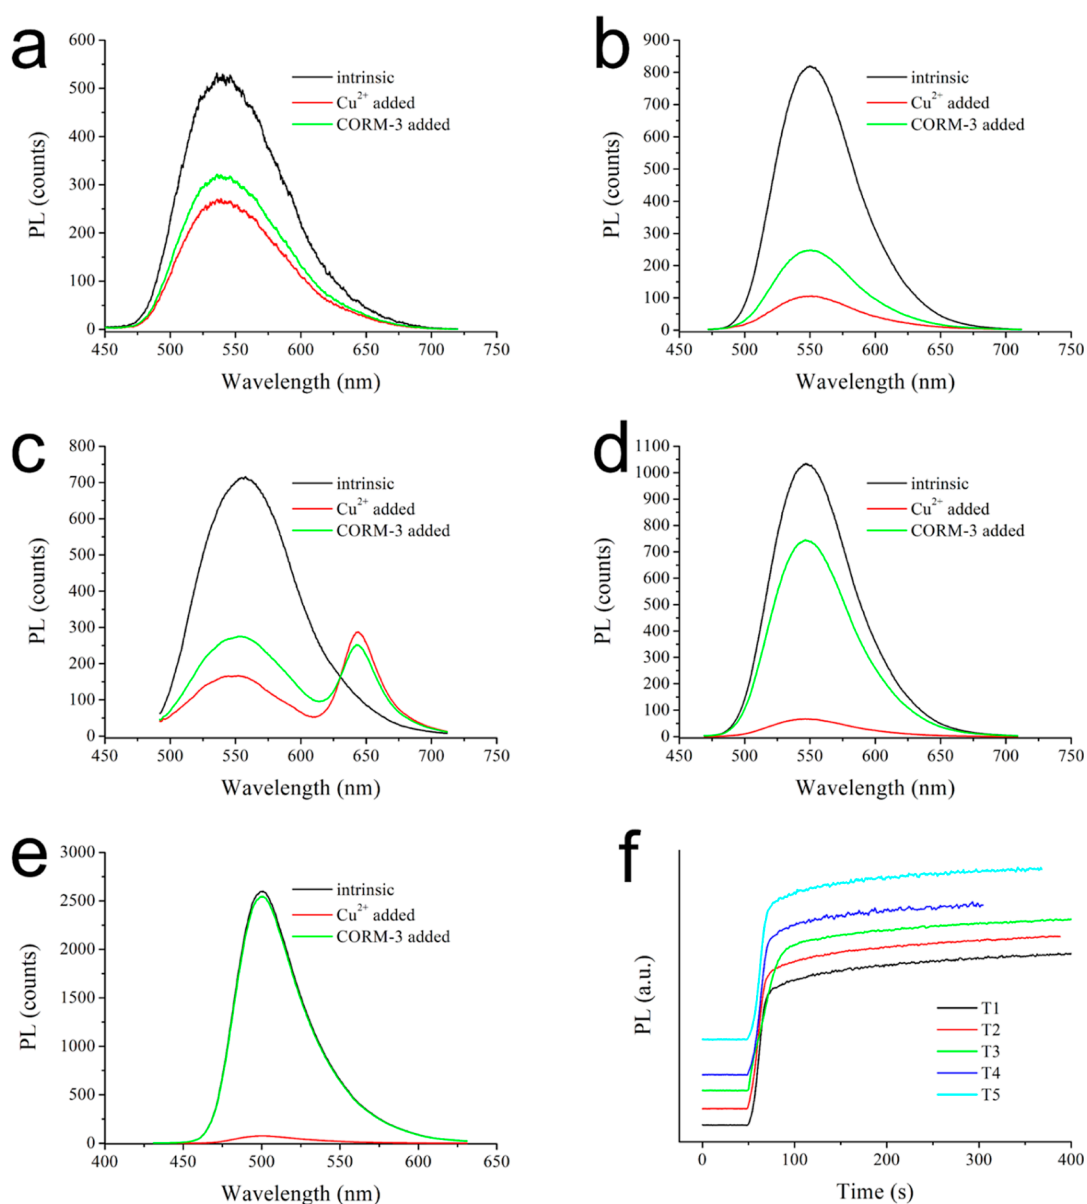 a
600
500
400
300
200
100
0
PL (counts)
intrinsic
Cu²⁺ added
CORM-3 added
450 500 550 600 650 700 750
Wavelength (nm)
b
900
800
700
600
500
400
300
200
100
0
PL (counts)
intrinsic
Cu²⁺ added
CORM-3 added
450 500 550 600 650 700 750
Wavelength (nm)
c
800
700
600
500
400
300
200
100
0
PL (counts)
intrinsic
Cu²⁺ added
CORM-3 added
450 500 550 600 650 700 750
Wavelength (nm)
d
1100
1000
900
800
700
600
500
400
300
200
100
0
PL (counts)
intrinsic
Cu²⁺ added
CORM-3 added
450 500 550 600 650 700 750
Wavelength (nm)
e
3000
2500
2000
1500
1000
500
0
PL (counts)
intrinsic
Cu²⁺ added
CORM-3 added
400 450 500 550 600 650
Wavelength (nm)
f
PL (a.u.)
T1
T2
T3
T4
T5
0 100 200 300 400
Time (s)